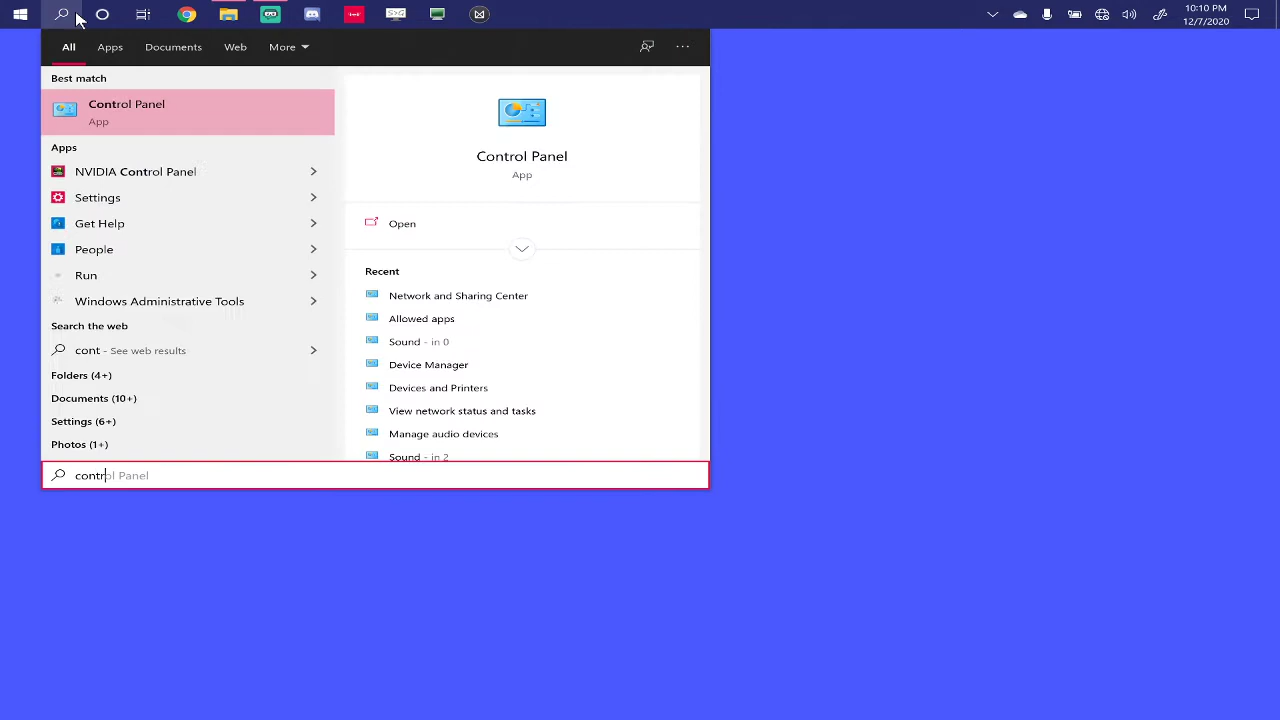 10:10 PM
12/7/2020
All Apps Documents Web More
Best match
Control Panel
App
Apps
NVIDIA Control Panel
Settings
Get Help
People
Run
Windows Administrative Tools
Search the web
cont - See web results
Folders (4+)
Documents (10+)
Settings (6+)
Photos (1+)
control Panel
Control Panel
App
Open
Recent
Network and Sharing Center
Allowed apps
Sound - in 0
Device Manager
Devices and Printers
View network status and tasks
Manage audio devices
Sound - in 2